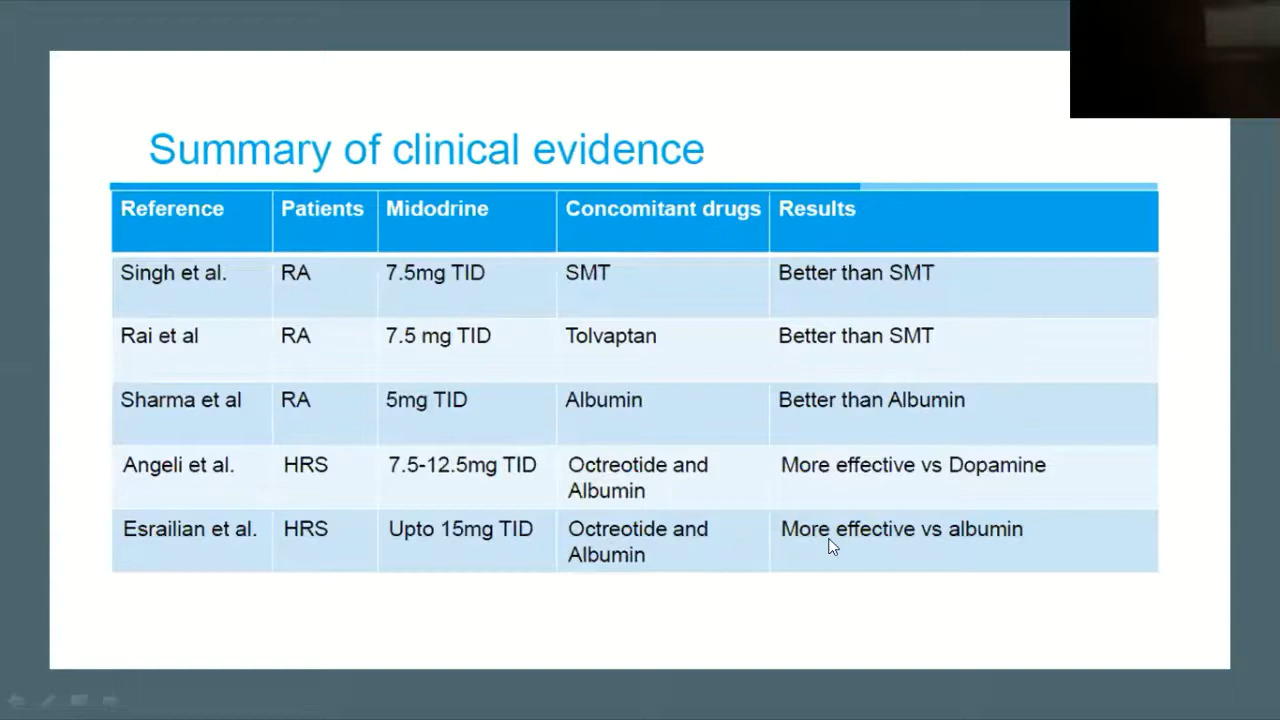 Summary of clinical evidence
Reference Patients Midodrine Concomitant drugs Results
Singh et al. RA 7.5mg TID SMT Better than SMT
Rai et al RA 7.5 mg TID Tolvaptan Better than SMT
Sharma et al RA 5mg TID Albumin Better than Albumin
Angeli et al. HRS 7.5-12.5mg TID Octreotide and More effective vs Dopamine
Albumin
Esrailian et al. HRS Upto 15mg TID Octreotide and More effective vs albumin
Albumin